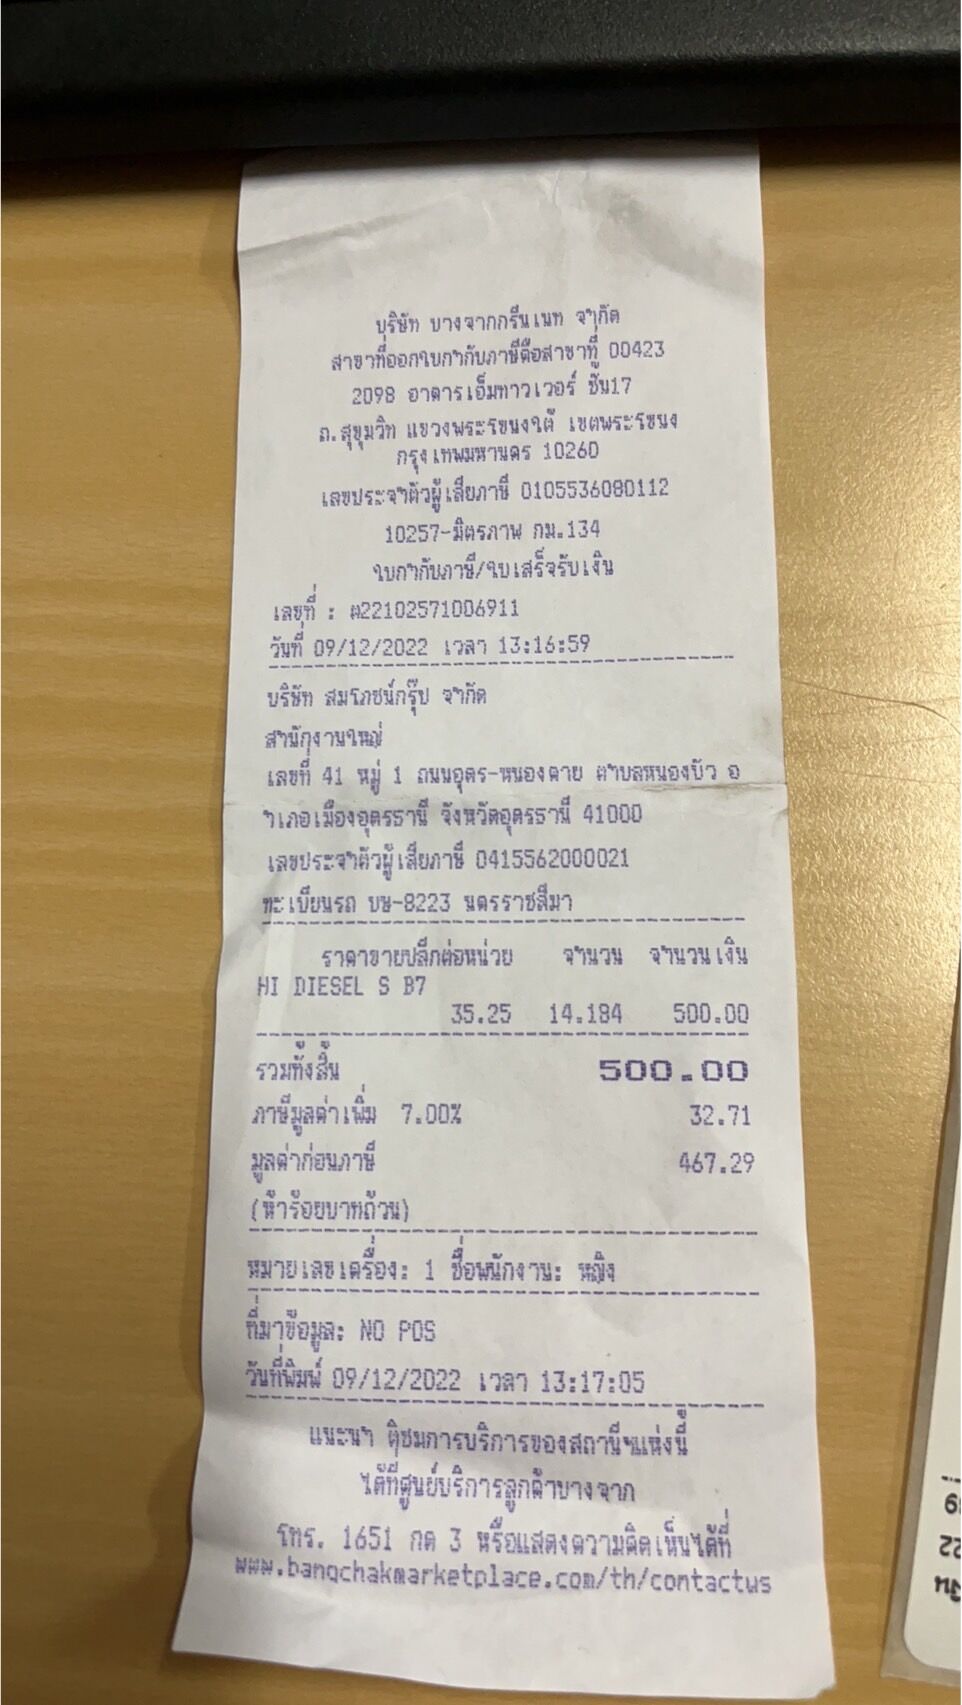 บริษัท บางจากกรีนเนท จำกัด
สาขาที่ออกใบกำกับภาษีคือสาขาที่ 00423
2098 อาคารเอ็มทาวเวอร์ ชั้น17
ถ.สุขุมวิท แขวงพระโขนงใต้ เขตพระโขนง
กรุงเทพมหานคร 10260
เลขประจำตัวผู้เสียภาษี 0105536080112
10257-มิตรภาพ กม.134
ใบกำกับภาษี/ใบเสร็จรับเงิน
เลขที่ : 22102571006911
วันที่ 09/12/2022 เวลา 13:16:59
บริษัท สมโภชน์กรุ๊ป จำกัด
สำนักงานใหญ่
เลขที่ 41 หมู่ 1 ถนนอุดร-หนองคาย ตำบลหนองบัว อ
ำเภอเมืองอุดรธานี จังหวัดอุดรธานี 41000
เลขประจำตัวผู้เสียภาษี 0415562000021
ทะเบียนรถ บษ-8223 นครราชสีมา
ราคาขายปลีกต่อหน่วย จำนวน จำนวนเงิน
HI DIESEL S B7
35.25 14.184 500.00
รวมทั้งสิ้น 500.00
ภาษีมูลค่าเพิ่ม 7.00% 32.71
มูลค่าก่อนภาษี 467.29
(ห้าร้อยบาทถ้วน)
หมายเลขเครื่อง: 1 ชื่อพนักงาน: หญิง
ที่มาข้อมูล: NO POS
วันที่พิมพ์ 09/12/2022 เวลา 13:17:05
แนะนำ ติชมการบริการของสถานีฯแห่งนี้
ได้ที่ศูนย์บริการลูกค้าบางจาก
โทร. 1651 กด 3 หรือแสดงความคิดเห็นได้ที่
www.bangchakmarketplace.com/th/contactus